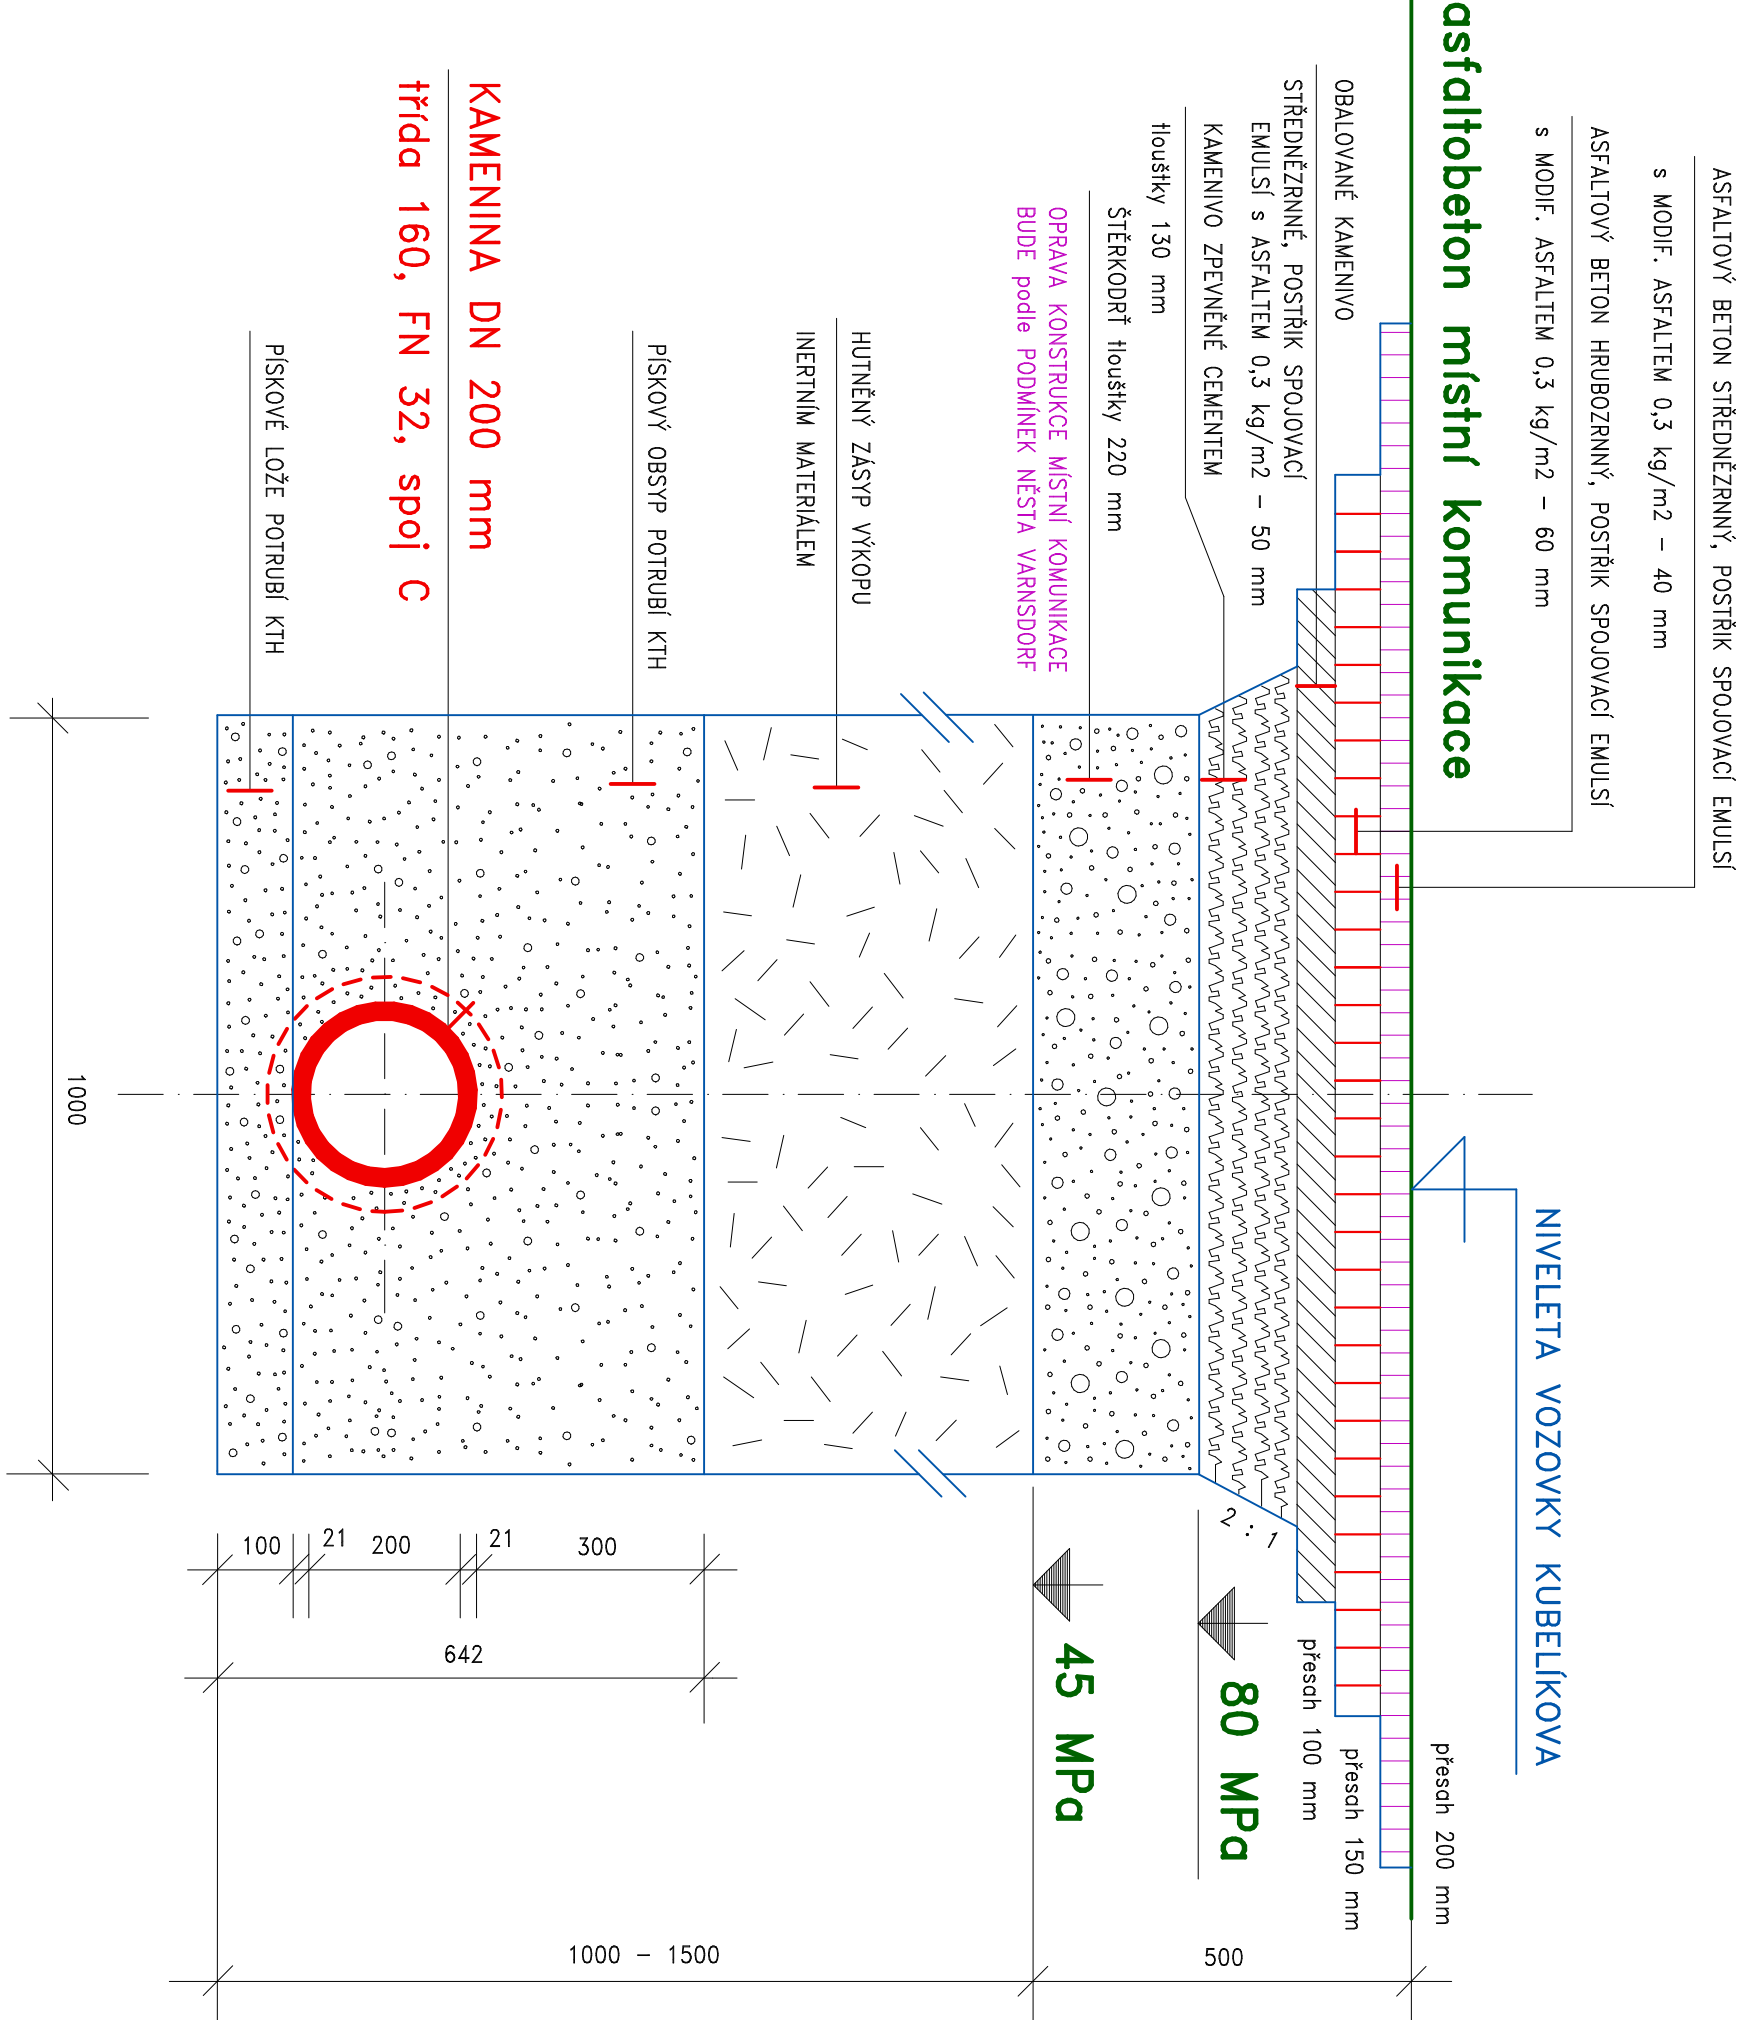 ASFALTOVÝ BETON STŘEDNĚZRNNÝ, POSTŘIK SPOJOVACÍ EMULSÍ
s MODIF. ASFALTEM 0,3 kg/m2 - 40 mm
ASFALTOVÝ BETON HRUBOZRNNÝ, POSTŘIK SPOJOVACÍ EMULSÍ
s MODIF. ASFALTEM 0,3 kg/m2 - 60 mm
asfaltobeton místní komunikace
OBALOVANÉ KAMENIVO
STŘEDNĚZRNNÉ, POSTŘIK SPOJOVACÍ
EMULSÍ s ASFALTEM 0,3 kg/m2 - 50 mm
KAMENIVO ZPEVNĚNÉ CEMENTEM
tloušťky 130 mm
ŠTĚRKODRŤ tloušťky 220 mm
OPRAVA KONSTRUKCE MÍSTNÍ KOMUNIKACE
BUDE podle PODMÍNEK NĚSTA VARNSDORF
HUTNĚNÝ ZÁSYP VÝKOPU
INERTNÍM MATERIÁLEM
PÍSKOVÝ OBSYP POTRUBÍ KTH
KAMENINA DN 200 mm
třída 160, FN 32, spoj C
PÍSKOVÉ LOŽE POTRUBÍ KTH
NIVELETA VOZOVKY KUBELÍKOVA
přesah 200 mm
přesah 150 mm
přesah 100 mm
2 : 1
80 MPa
45 MPa
500
1000 - 1500
300
21
200
21
100
642
1000